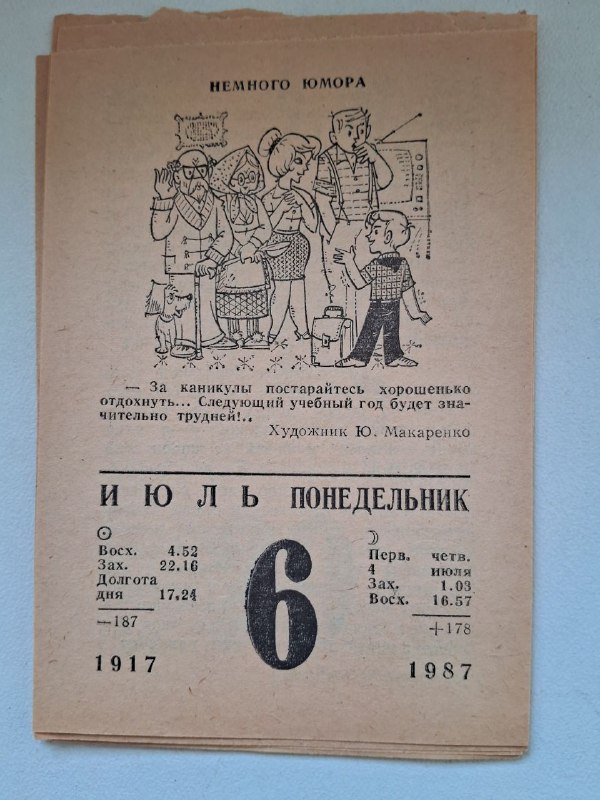 НЕМНОГО ЮМОРА
— За каникулы постарайтесь хорошенько
отдохнуть... Следующий учебный год будет зна-
чительно трудней!..
Художник Ю. Макаренко
ИЮЛЬ ПОНЕДЕЛЬНИК
Восх. 4.52
Зах. 22.16
Долгота
дня 17.24
—187
1917
6
Перв. четв.
4 июля
Зах. 1.03
Восх. 16.57
+178
1987